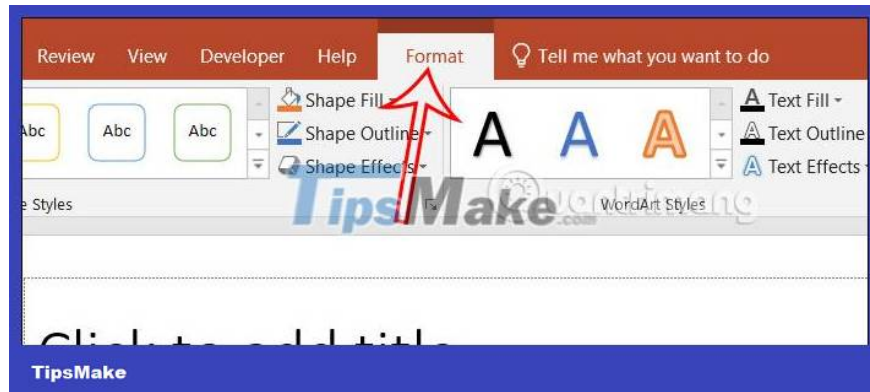 Review View Developer Help Format Tell me what you want to do
Abc Abc Abc Shape Fill A A A A Text Fill
Shape Outline A Text Outline
Shape Effects A Text Effects
Styles WordArt Styles
TipsMake.com Quantrimang
Click to add title
TipsMake